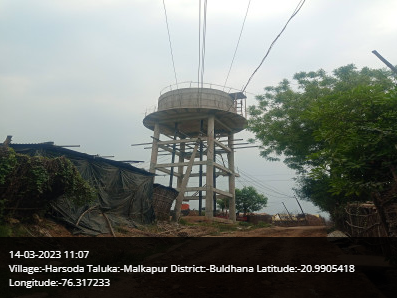 14-03-2023 11:07
Village:-Harsoda Taluka:-Malkapur District:-Buldhana Latitude:-20.9905418
Longitude:-76.317233